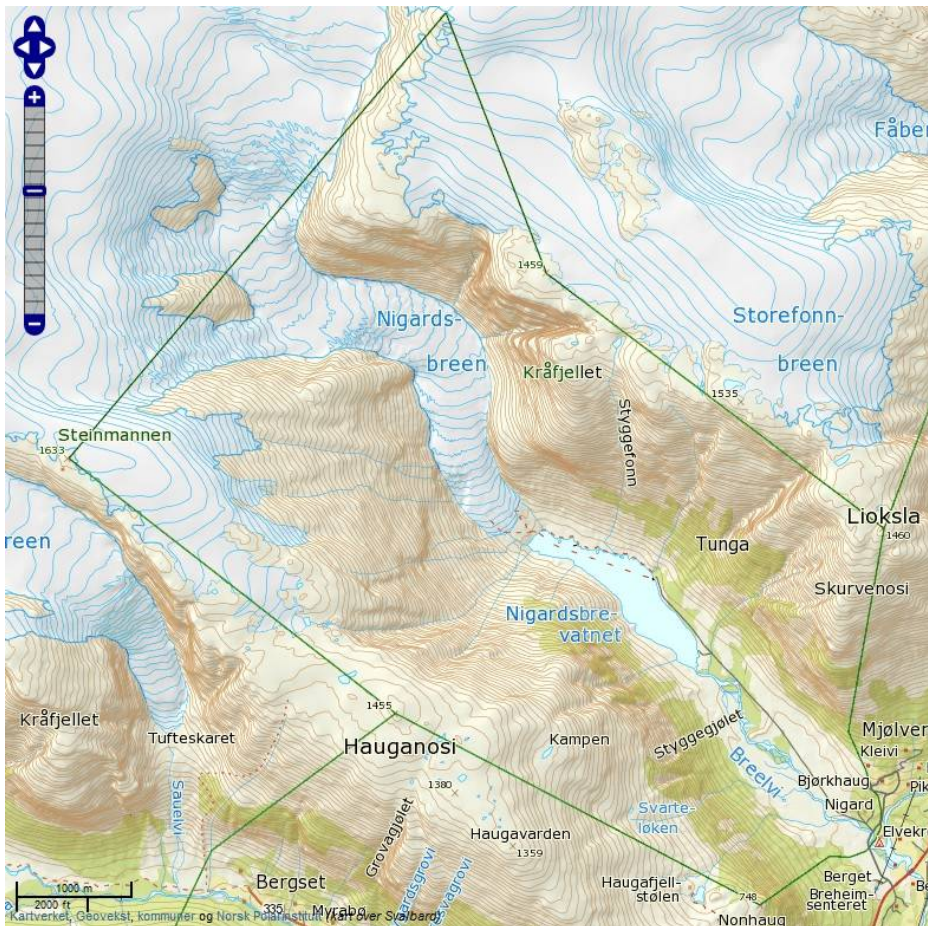 Fåber
1459
Nigards-
breen
Storefonn-
breen
Kråfjellet
1535
Styggefonn
Steinmannen
1633
Lioksla
1460
reen
Tunga
Skurvenosi
Nigardsbre-
vatnet
1455
Kråfjellet
Tufteskaret
Hauganosi
Kampen
Styggegjølet
Mjølver
Kleivi
Breelvi
Bjørkhaug
Pik
Nigard
Sauelvi
1380
Svarte-
løken
Grovagjølet
Haugavarden
1359
Elvekr
Bergset
Haugafjell-
stølen
748
Berget
Breheim-
senteret
Be
1000 m
2000 ft
335
Myrabø
Nonhaug
Kartverket, Geovekst, kommuner og Norsk Polarinstitutt (kart over Svalbard)